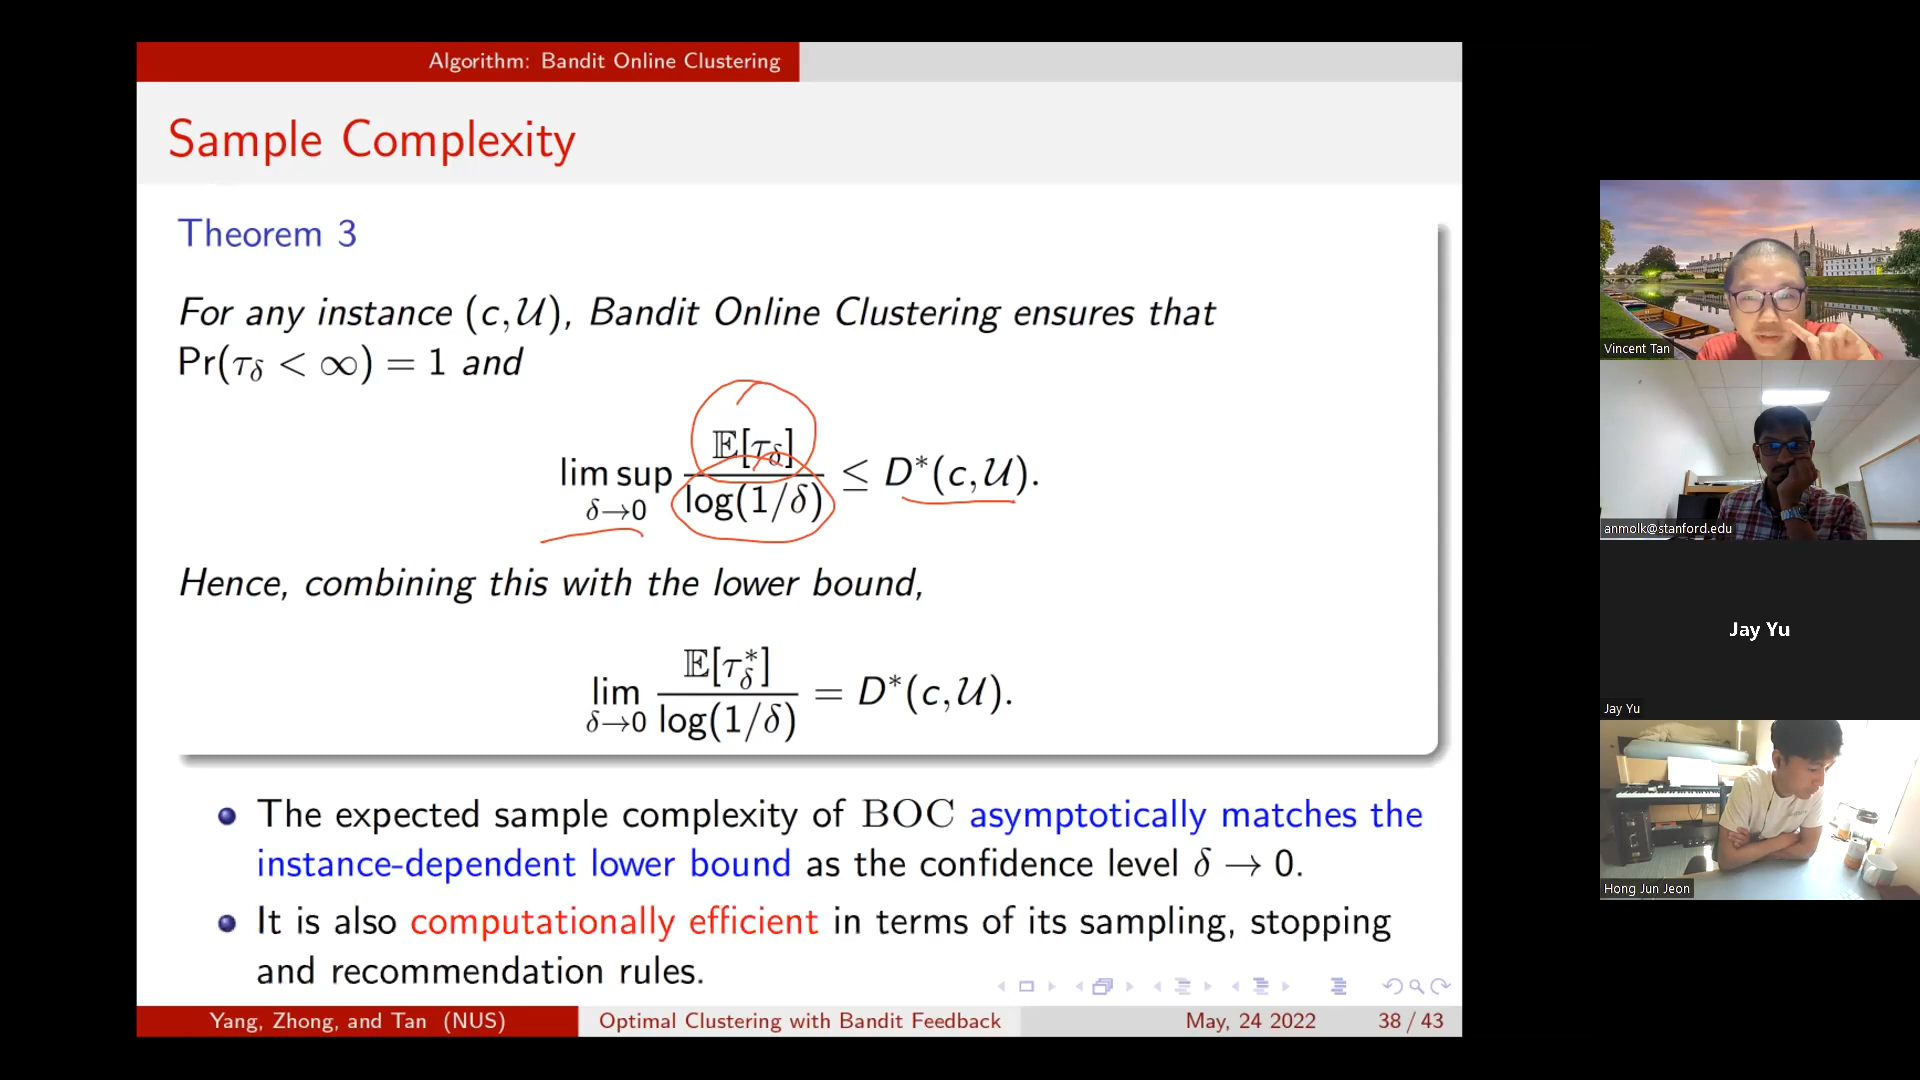 Algorithm: Bandit Online Clustering
Sample Complexity
Theorem 3
For any instance (c, 𝒰), Bandit Online Clustering ensures that
Pr(τ_δ < ∞) = 1 and
lim sup_{δ→0} 𝔼[τ_δ] / log(1/δ) ≤ D*(c, 𝒰).
Hence, combining this with the lower bound,
lim_{δ→0} 𝔼[τ*_δ] / log(1/δ) = D*(c, 𝒰).
The expected sample complexity of BOC asymptotically matches the
instance-dependent lower bound as the confidence level δ → 0.
It is also computationally efficient in terms of its sampling, stopping
and recommendation rules.
Yang, Zhong, and Tan (NUS) Optimal Clustering with Bandit Feedback May, 24 2022 38 / 43
Vincent Tan
anmolk@stanford.edu
Jay Yu
Jay Yu
Hong Jun Jeon